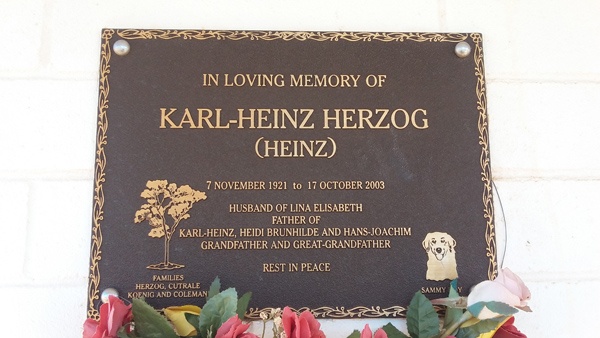 IN LOVING MEMORY OF
KARL-HEINZ HERZOG
(HEINZ)
7 NOVEMBER 1921 to 17 OCTOBER 2003
HUSBAND OF LINA ELISABETH
FATHER OF
KARL-HEINZ, HEIDI BRUNHILDE AND HANS-JOACHIM
GRANDFATHER AND GREAT-GRANDFATHER
REST IN PEACE
FAMILIES
HERZOG, CUTRALE
KOENIG AND COLEMAN
SAMMY